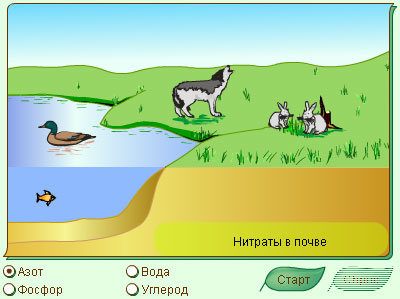 Нитраты в почве
Азот
Вода
Фосфор
Углерод
Старт